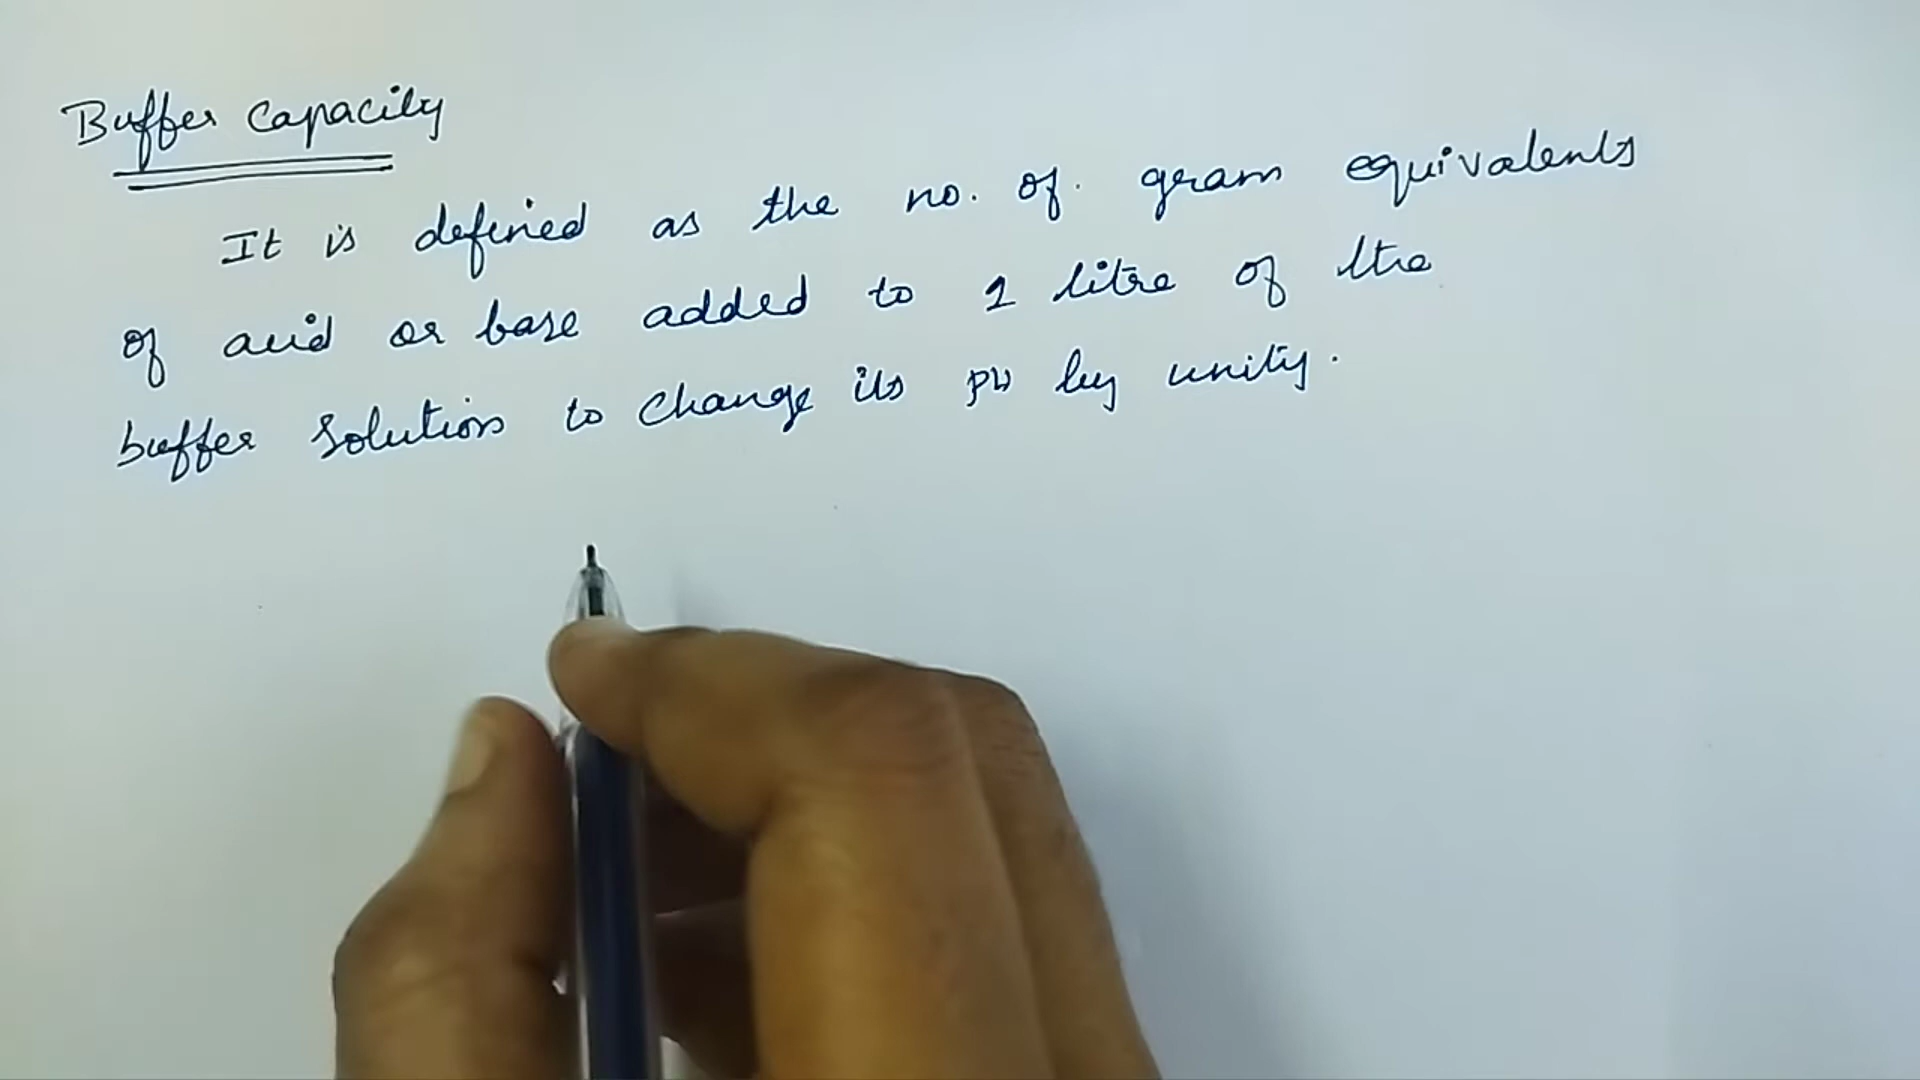 Buffer Capacity
It is defined as the no. of gram equivalents
of acid or base added to 1 litre of the
buffer solution to change its pH by unity.